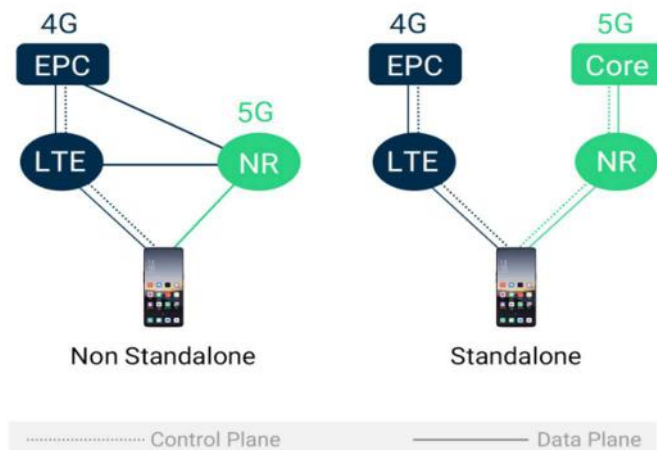 4G
EPC
5G
LTE
NR
Non Standalone
4G
5G
EPC
Core
LTE
NR
Standalone
Control Plane
Data Plane